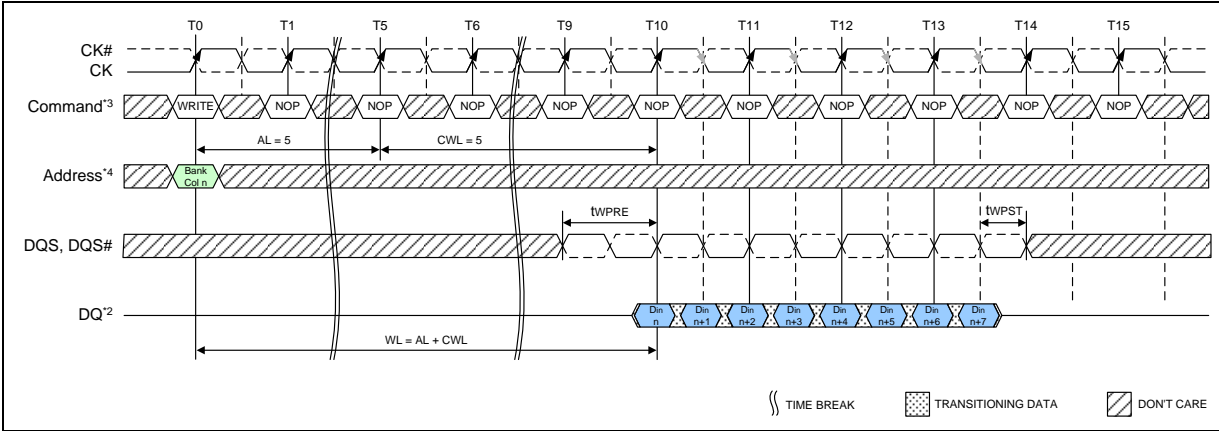 T0 T1 T5 T6 T9 T10 T11 T12 T13 T14 T15
CK#
CK
Command*3 WRITE NOP NOP NOP NOP NOP NOP NOP NOP NOP NOP
AL = 5 CWL = 5
Address*4 Bank
Col n
tWPRE tWPST
DQS, DQS#
DQ*2 Din Din Din Din Din Din Din Din
n n+1 n+2 n+3 n+4 n+5 n+6 n+7
WL = AL + CWL
TIME BREAK TRANSITIONING DATA DON'T CARE